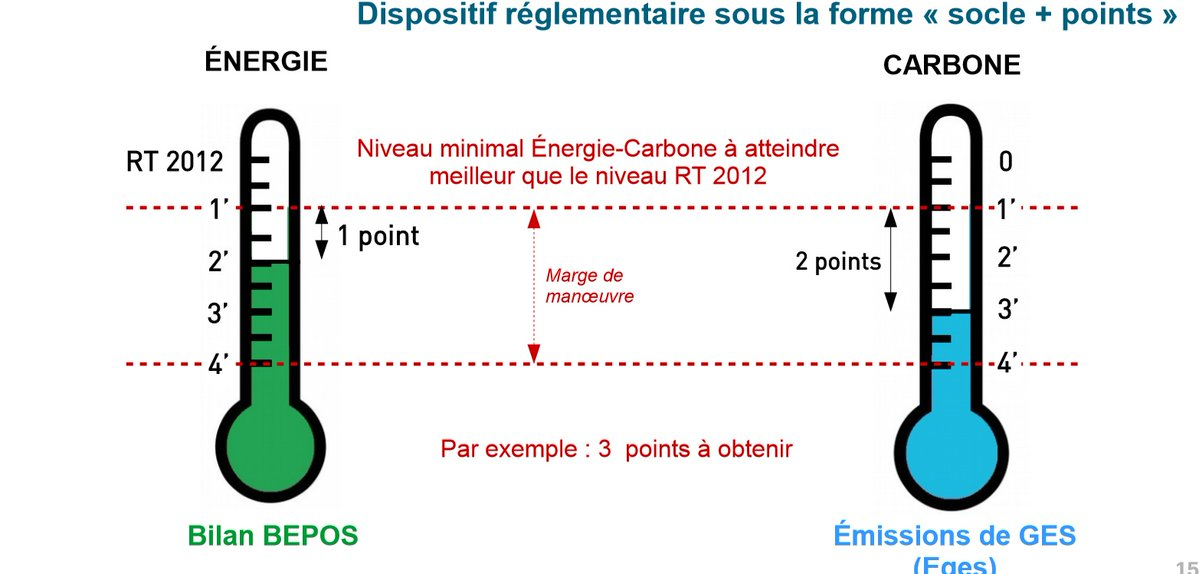 Dispositif réglementaire sous la forme « socle + points »
ÉNERGIE
CARBONE
Niveau minimal Énergie-Carbone à atteindre
meilleur que le niveau RT 2012
RT 2012
1’
2’
3’
4’
1 point
Marge de
manœuvre
2 points
0
1’
2’
3’
4’
Par exemple : 3 points à obtenir
Bilan BEPOS
Émissions de GES
(Eges)
15